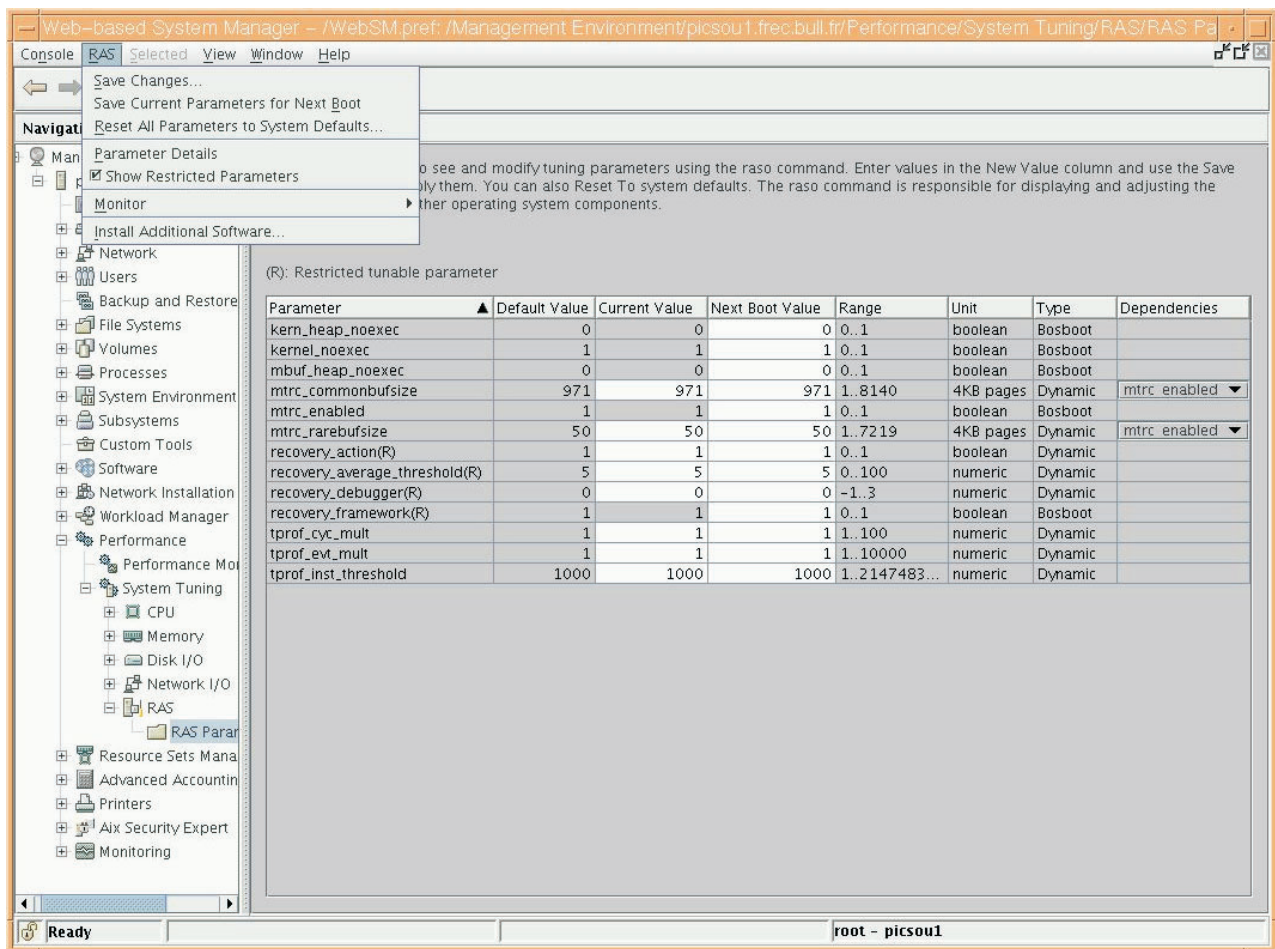 Web-based System Manager - /WebSM.pref: /Management Environment/picsou1.frec.bull.fr/Performance/System Tuning/RAS/RAS Pa
Console RAS Selected View Window Help
Save Changes...
Save Current Parameters for Next Boot
Reset All Parameters to System Defaults...
Parameter Details
Show Restricted Parameters
Monitor
Install Additional Software...
Navigati
Man
Network
Users
Backup and Restore
File Systems
Volumes
Processes
System Environment
Subsystems
Custom Tools
Software
Network Installation
Workload Manager
Performance
Performance Mo
System Tuning
CPU
Memory
Disk I/O
Network I/O
RAS
RAS Parar
Resource Sets Mana
Advanced Accountin
Printers
Aix Security Expert
Monitoring
o see and modify tuning parameters using the raso command. Enter values in the New Value column and use the Save
ply them. You can also Reset To system defaults. The raso command is responsible for displaying and adjusting the
ther operating system components.
(R): Restricted tunable parameter
Parameter Default Value Current Value Next Boot Value Range Unit Type Dependencies
kern_heap_noexec 0 0 0 0..1 boolean Bosboot
kernel_noexec 1 1 1 0..1 boolean Bosboot
mbuf_heap_noexec 0 0 0 0..1 boolean Bosboot
mtrc_commonbufsize 971 971 971 1..8140 4KB pages Dynamic mtrc_enabled
mtrc_enabled 1 1 1 0..1 boolean Bosboot
mtrc_rarebufsize 50 50 50 1..7219 4KB pages Dynamic mtrc_enabled
recovery_action(R) 1 1 1 0..1 boolean Dynamic
recovery_average_threshold(R) 5 5 5 0..100 numeric Dynamic
recovery_debugger(R) 0 0 0 -1..3 numeric Dynamic
recovery_framework(R) 1 1 1 0..1 boolean Bosboot
tprof_cyc_mult 1 1 1 1..100 numeric Dynamic
tprof_evt_mult 1 1 1 1..10000 numeric Dynamic
tprof_inst_threshold 1000 1000 1000 1..2147483... numeric Dynamic
Ready
root - picsou1